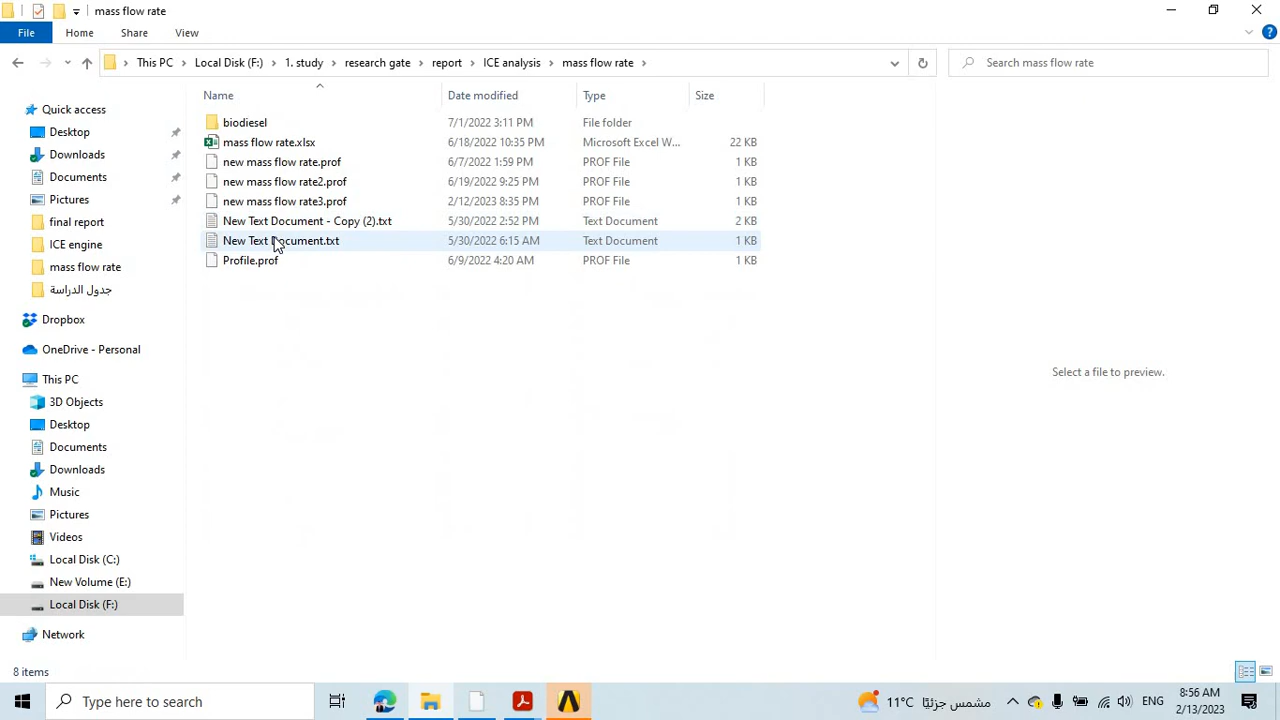 mass flow rate
File Home Share View
This PC > Local Disk (F:) > 1. study > research gate > report > ICE analysis > mass flow rate >
Search mass flow rate
Name Date modified Type Size
biodiesel 7/1/2022 3:11 PM File folder
mass flow rate.xlsx 6/18/2022 10:35 PM Microsoft Excel W... 22 KB
new mass flow rate.prof 6/7/2022 1:59 PM PROF File 1 KB
new mass flow rate2.prof 6/19/2022 9:25 PM PROF File 1 KB
new mass flow rate3.prof 2/12/2023 8:35 PM PROF File 1 KB
New Text Document - Copy (2).txt 5/30/2022 2:52 PM Text Document 2 KB
New Text Document.txt 5/30/2022 6:15 AM Text Document 1 KB
Profile.prof 6/9/2022 4:20 AM PROF File 1 KB
Quick access
Desktop
Downloads
Documents
Pictures
final report
ICE engine
mass flow rate
جدول الدراسة
Dropbox
OneDrive - Personal
This PC
3D Objects
Desktop
Documents
Downloads
Music
Pictures
Videos
Local Disk (C:)
New Volume (E:)
Local Disk (F:)
Network
Select a file to preview.
8 items
Type here to search
11°C مشمس جزئيًا
ENG
8:56 AM
2/13/2023